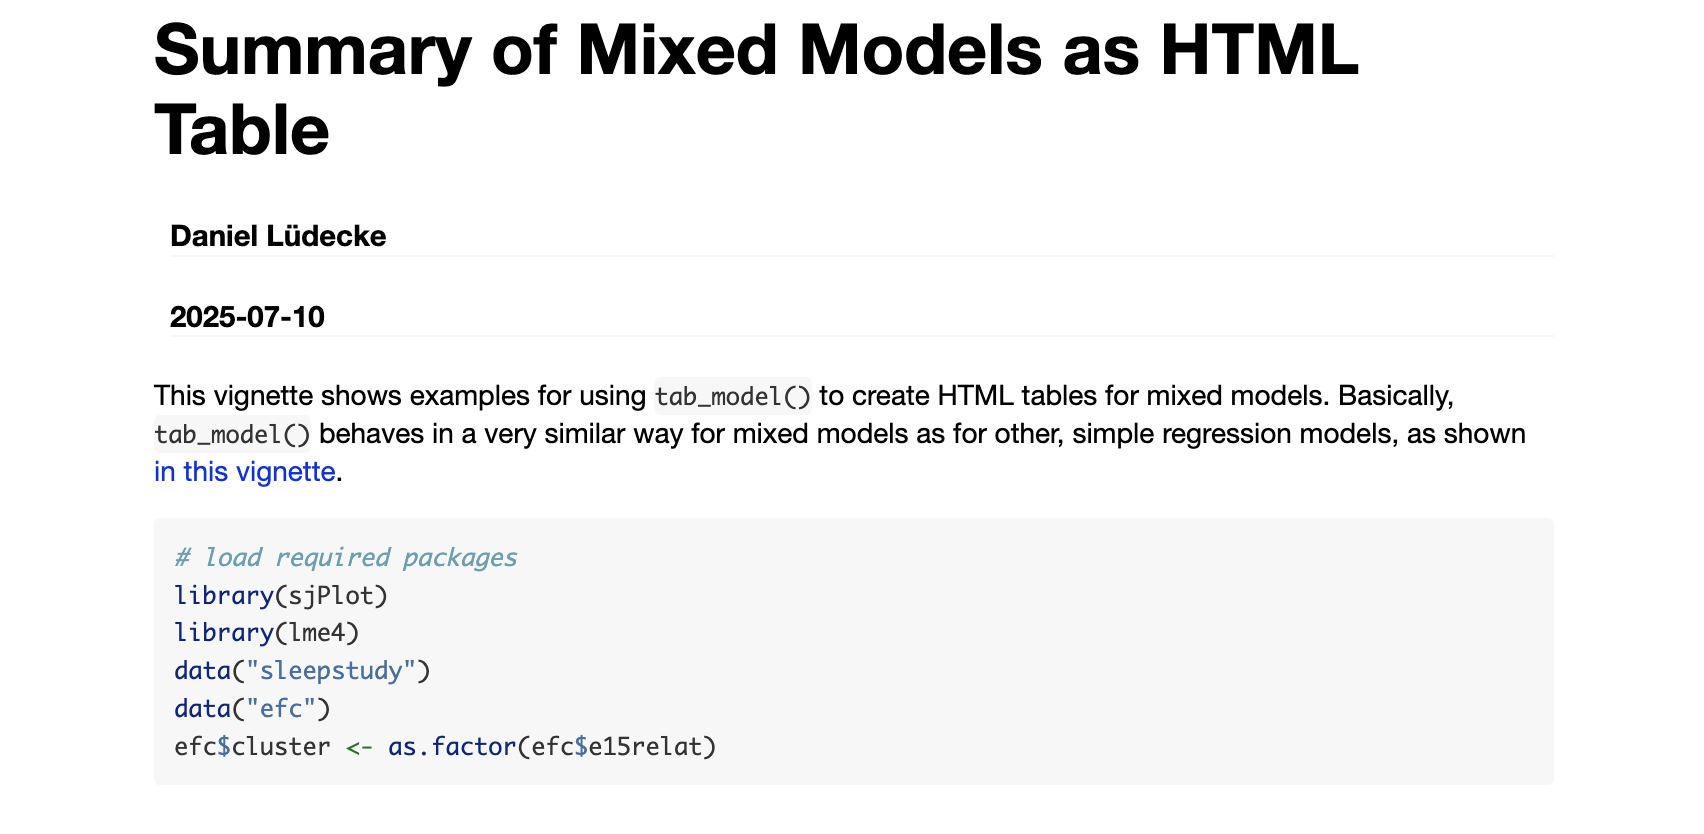 Summary of Mixed Models as HTML
Table
Daniel Lüdecke
2025-07-10
This vignette shows examples for using tab_model() to create HTML tables for mixed models. Basically,
tab_model() behaves in a very similar way for mixed models as for other, simple regression models, as shown
in this vignette.
# load required packages
library(sjPlot)
library(lme4)
data("sleepstudy")
data("efc")
efc$cluster <- as.factor(efc$e15relat)